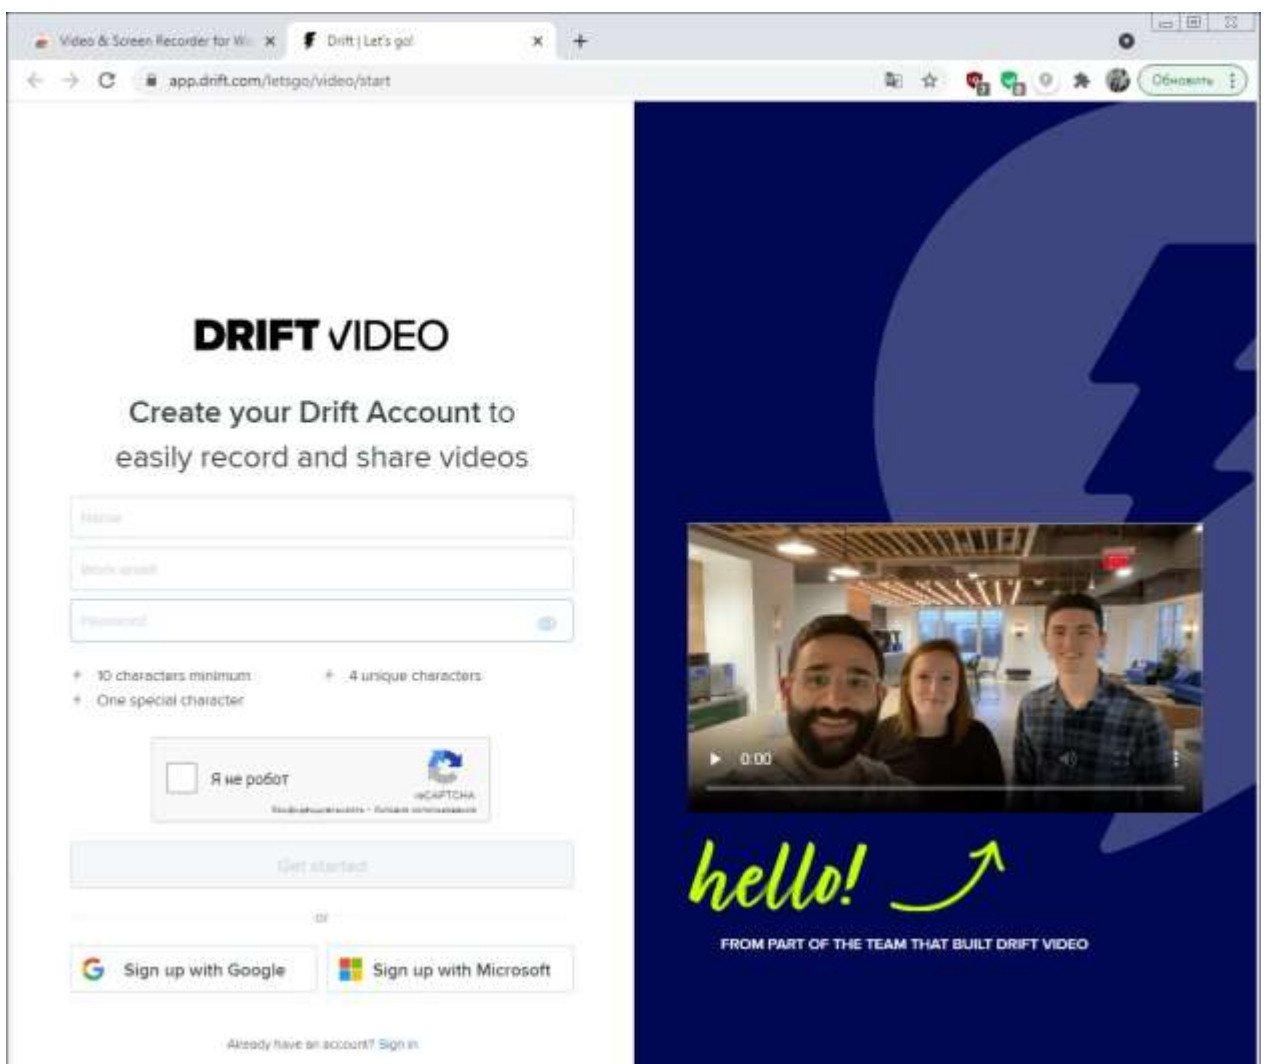 Video & Screen Recorder for Wi
Drift | Let's go!
app.drift.com/letsgo/video/start
Обновить
DRIFT VIDEO
Create your Drift Account to
easily record and share videos
Name
Work email
Password
10 characters minimum
4 unique characters
One special character
Я не робот
reCAPTCHA
Конфиденциальность - Условия использования
Get started
or
Sign up with Google
Sign up with Microsoft
Already have an account? Sign in
0:00
hello!
FROM PART OF THE TEAM THAT BUILT DRIFT VIDEO